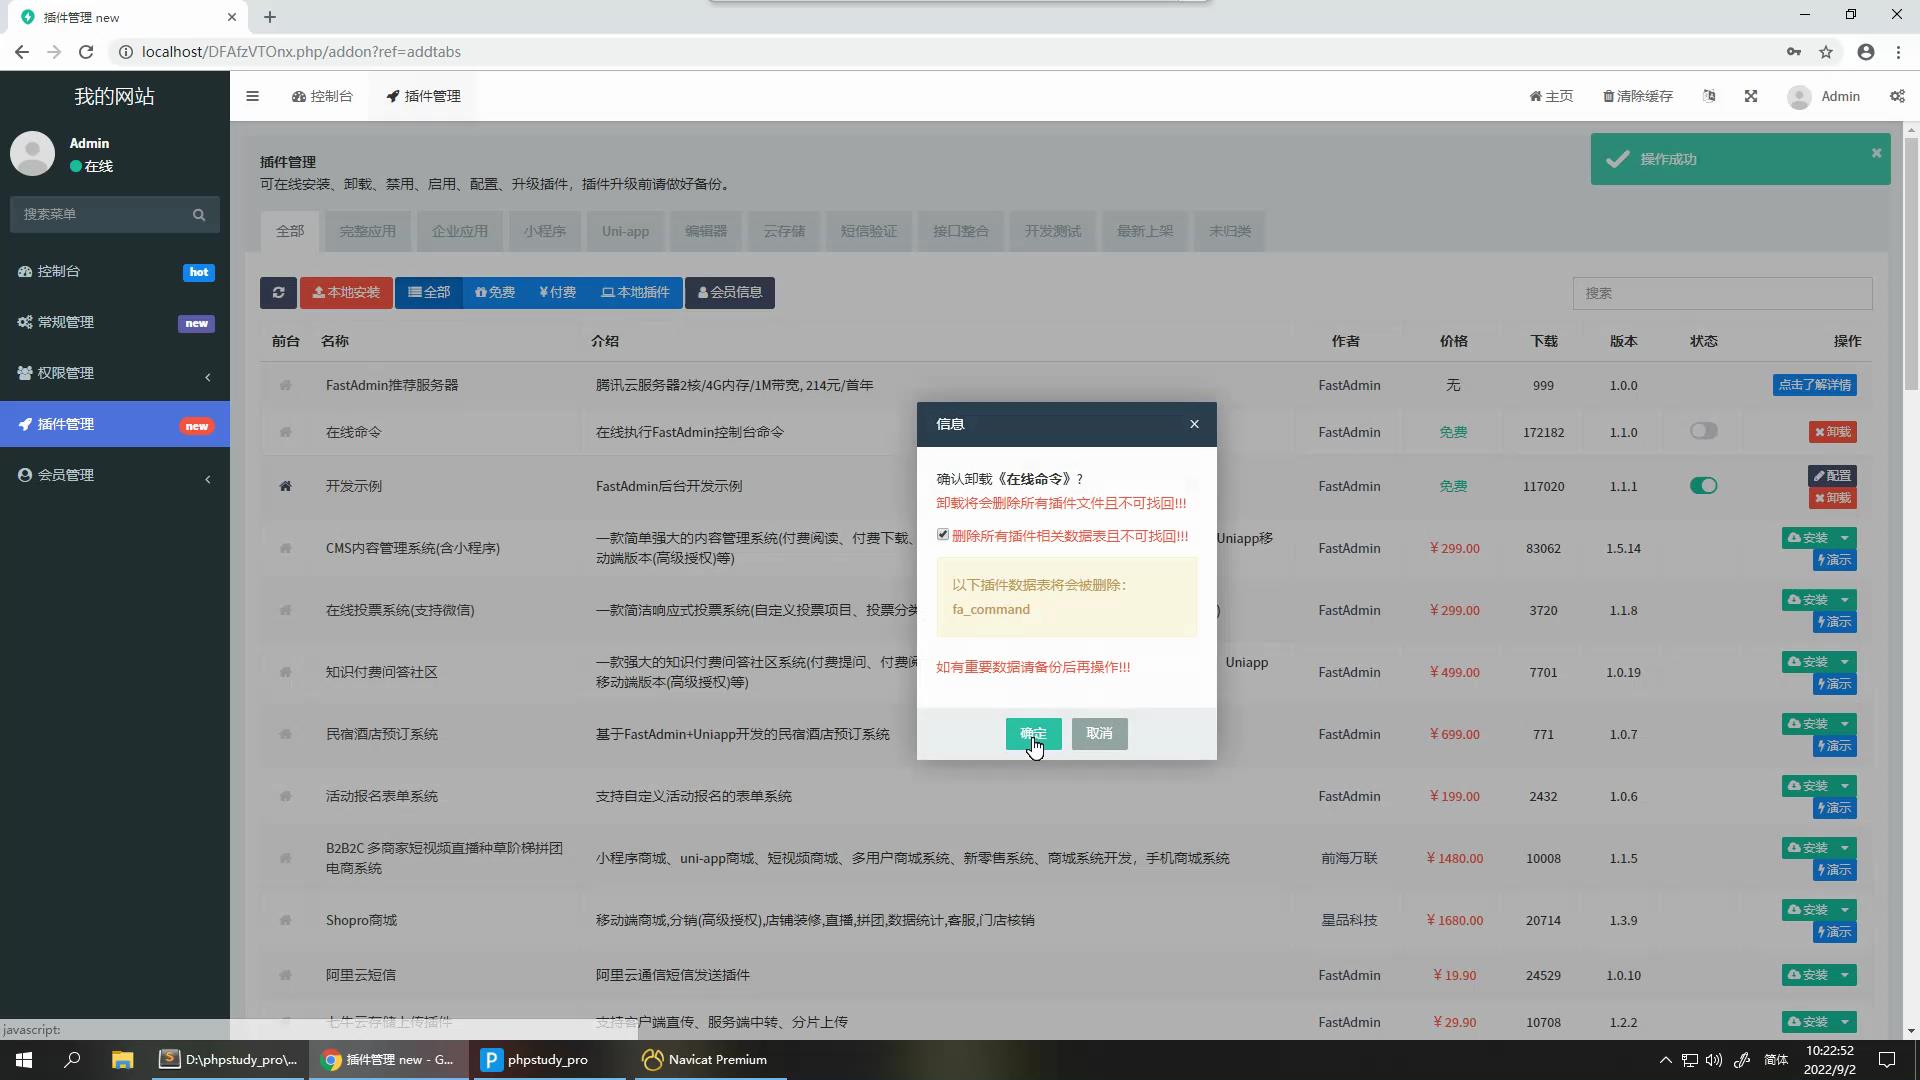 插件管理 new
localhost/DFAfzVTOnx.php/addon?ref=addtabs
我的网站
控制台
插件管理
主页
清除缓存
Admin
Admin
在线
搜索菜单
控制台
hot
常规管理
new
权限管理
插件管理
new
会员管理
插件管理
可在线安装、卸载、禁用、启用、配置、升级插件，插件升级前请做好备份。
操作成功
全部
完整应用
企业应用
小程序
Uni-app
编辑器
云存储
短信验证
接口整合
开发测试
最新上架
未归类
本地安装
全部
免费
¥付费
本地插件
会员信息
搜索
前台 名称 介绍 作者 价格 下载 版本 状态 操作
FastAdmin推荐服务器 腾讯云服务器2核/4G内存/1M带宽, 214元/首年 FastAdmin 无 999 1.0.0 点击了解详情
在线命令 在线执行FastAdmin控制台命令 FastAdmin 免费 172182 1.1.0 卸载
开发示例 FastAdmin后台开发示例 FastAdmin 免费 117020 1.1.1 配置
卸载
CMS内容管理系统(含小程序) 一款简单强大的内容管理系统(付费阅读、付费下载、 Uniapp移
动端版本(高级授权)等) FastAdmin ￥299.00 83062 1.5.14 安装
演示
在线投票系统(支持微信) 一款简洁响应式投票系统(自定义投票项目、投票分类 ) FastAdmin ￥299.00 3720 1.1.8 安装
演示
知识付费问答社区 一款强大的知识付费问答社区系统(付费提问、付费阅 Uniapp
移动端版本(高级授权)等) FastAdmin ￥499.00 7701 1.0.19 安装
演示
民宿酒店预订系统 基于FastAdmin+Uniapp开发的民宿酒店预订系统 FastAdmin ￥699.00 771 1.0.7 安装
演示
活动报名表单系统 支持自定义活动报名的表单系统 FastAdmin ￥199.00 2432 1.0.6 安装
演示
B2B2C 多商家短视频直播种草阶梯拼团
电商系统 小程序商城、uni-app商城、短视频商城、多用户商城系统、新零售系统、商城系统开发，手机商城系统 前海万联 ￥1480.00 10008 1.1.5 安装
演示
Shopro商城 移动端商城,分销(高级授权),店铺装修,直播,拼团,数据统计,客服,门店核销 星品科技 ￥1680.00 20714 1.3.9 安装
演示
阿里云短信 阿里云通信短信发送插件 FastAdmin ￥19.90 24529 1.0.10 安装
七牛云存储上传插件 支持客户端直传、服务端中转、分片上传 FastAdmin ￥29.90 10708 1.2.2 安装
信息
确认卸载《在线命令》?
卸载将会删除所有插件文件且不可找回!!!
删除所有插件相关数据表且不可找回!!!
以下插件数据表将会被删除：
fa_command
如有重要数据请备份后再操作!!!
确定
取消
javascript:
D:\phpstudy_pro\...
插件管理 new - G...
phpstudy_pro
Navicat Premium
简体
10:22:52
2022/9/2